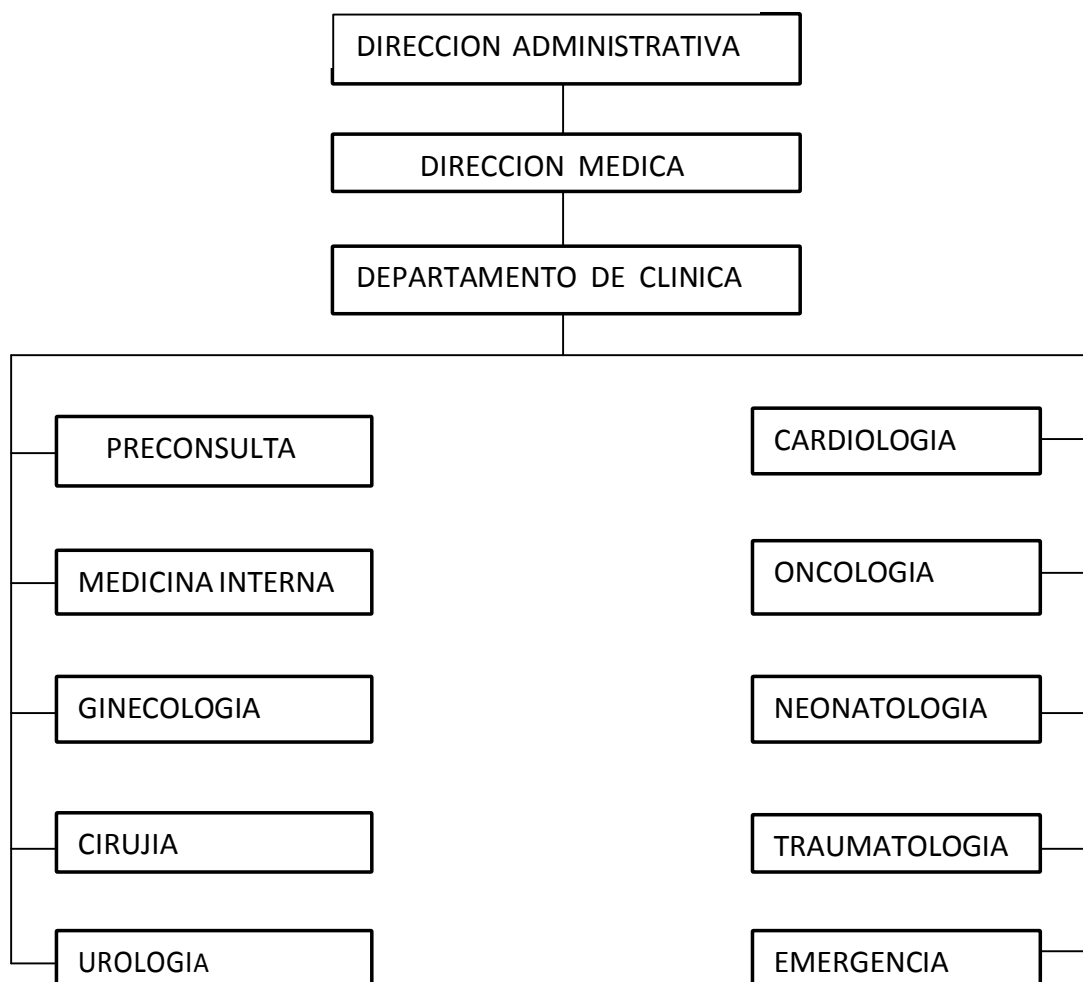 DIRECCION ADMINISTRATIVA
DIRECCION MEDICA
DEPARTAMENTO DE CLINICA
PRECONSULTA
MEDICINA INTERNA
GINECOLOGIA
CIRUJIA
UROLOGIA
CARDIOLOGIA
ONCOLOGIA
NEONATOLOGIA
TRAUMATOLOGIA
EMERGENCIA